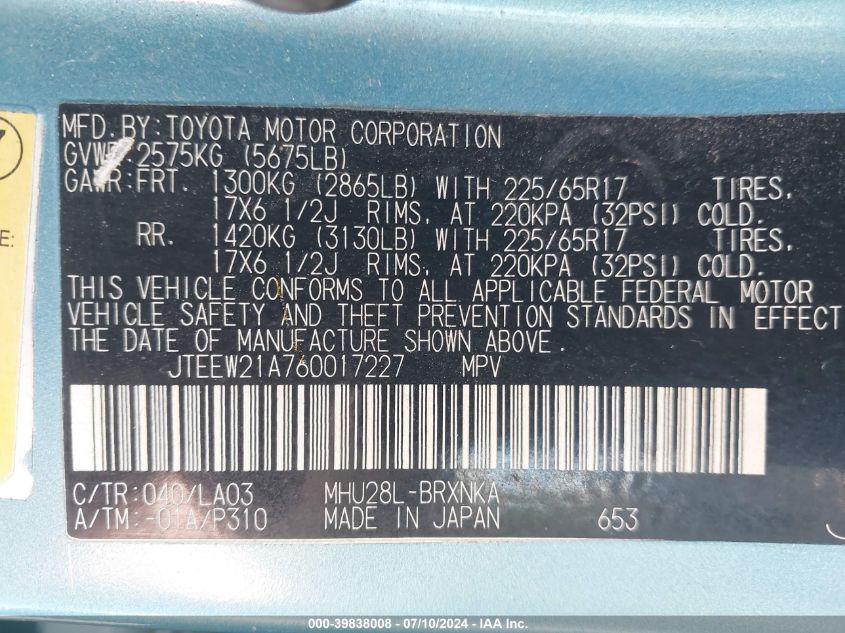 MFD. BY: TOYOTA MOTOR CORPORATION
GVWR: 2575KG (5675LB)
GAWR: FRT. 1300KG (2865LB) WITH 225/65R17 TIRES,
17X6 1/2J RIMS, AT 220KPA (32PSI) COLD.
RR. 1420KG (3130LB) WITH 225/65R17 TIRES,
17X6 1/2J RIMS, AT 220KPA (32PSI) COLD.
THIS VEHICLE CONFORMS TO ALL APPLICABLE FEDERAL MOTOR
VEHICLE SAFETY AND THEFT PREVENTION STANDARDS IN EFFECT
THE DATE OF MANUFACTURE SHOWN ABOVE.
JTEEW21A760017227 MPV
C/TR: 040/LA03 MHU28L-BRXNKA
A/TM: -01A/P310 MADE IN JAPAN 653
E:
000-39838008 - 07/10/2024 - IAAI.COM